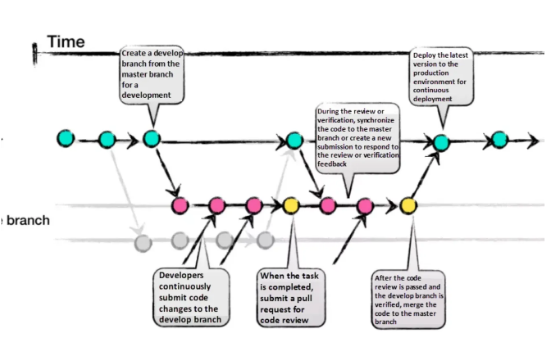 Time
Create a develop
branch from the
master branch
for a
development
Deploy the latest
version to the
production
environment for
continuous
deployment
During the review or
verification, synchronize
the code to the master
branch or create a new
submission to respond to
the review or verification
feedback
branch
Developers
continuously
submit code
changes to the
develop branch
When the task
is completed,
submit a pull
request for
code review
After the code
review is passed and
the develop branch is
verified, merge the
code to the master
branch